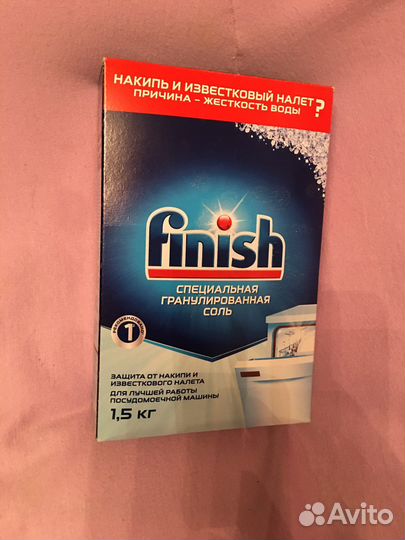 НАКИПЬ И ИЗВЕСТКОВЫЙ НАЛЕТ
ПРИЧИНА – ЖЕСТКОСТЬ ВОДЫ ?
finish
СПЕЦИАЛЬНАЯ
ГРАНУЛИРОВАННАЯ
СОЛЬ
1
ЗАЩИТА ОТ НАКИПИ И
ИЗВЕСТКОВОГО НАЛЕТА
ДЛЯ ЛУЧШЕЙ РАБОТЫ
ПОСУДОМОЕЧНОЙ МАШИНЫ
1,5 КГ
Avito